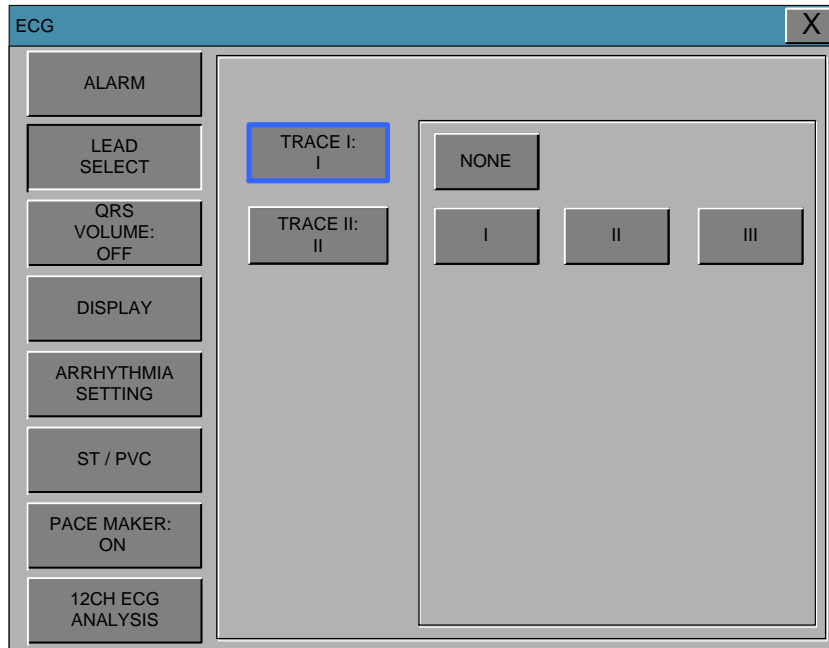 ECG
X
ALARM
LEAD
SELECT
QRS
VOLUME:
OFF
DISPLAY
ARRHYTHMIA
SETTING
ST / PVC
PACE MAKER:
ON
12CH ECG
ANALYSIS
TRACE I:
I
TRACE II:
II
NONE
I
II
III